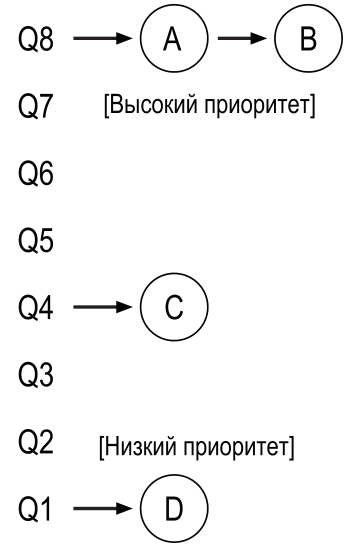 Q8 A B
Q7 [Высокий приоритет]
Q6
Q5
Q4 C
Q3
Q2 [Низкий приоритет]
Q1 D